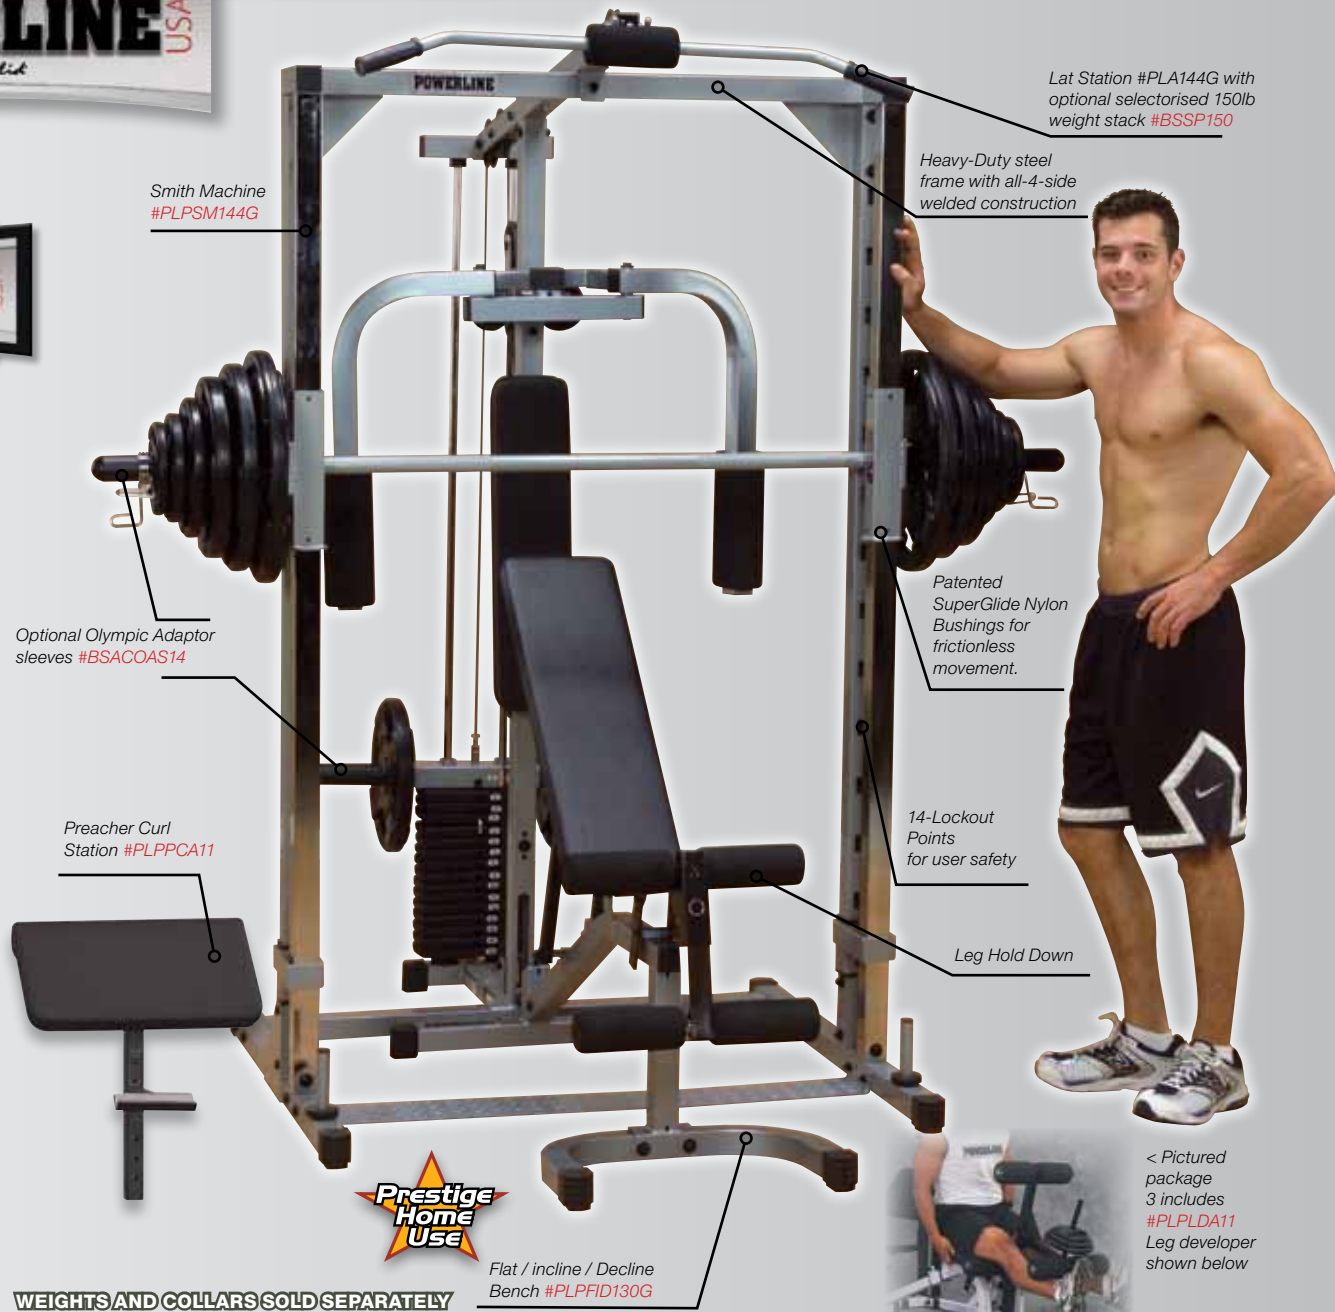 LINE
USA
POWERLINE
Lat Station #PLA144G with
optional selectorised 150lb
weight stack #BSSP150
Heavy-Duty steel
frame with all-4-side
welded construction
Smith Machine
#PLPSM144G
Optional Olympic Adaptor
sleeves #BSACOAS14
Patented
SuperGlide Nylon
Bushings for
frictionless
movement.
Preacher Curl
Station #PLPPCA11
14-Lockout
Points
for user safety
Leg Hold Down
< Pictured
package
3 includes
#PLPLDA11
Leg developer
shown below
Prestige
Home
Use
Flat / incline / Decline
Bench #PLPFID130G
WEIGHTS AND COLLARS SOLD SEPARATELY